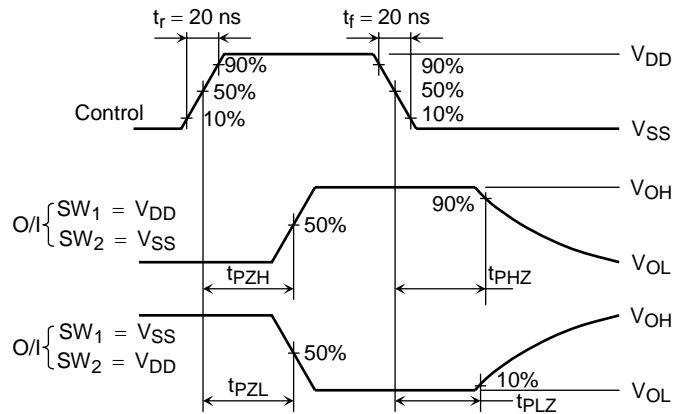 tr = 20 ns
tf = 20 ns
VDD
90%
90%
50%
50%
Control
10%
10%
VSS
VOH
O/I { SW1 = VDD
SW2 = VSS
90%
50%
tPZH
tPHZ
VOL
VOH
O/I { SW1 = VSS
SW2 = VDD
50%
10%
tPZL
tPLZ
VOL